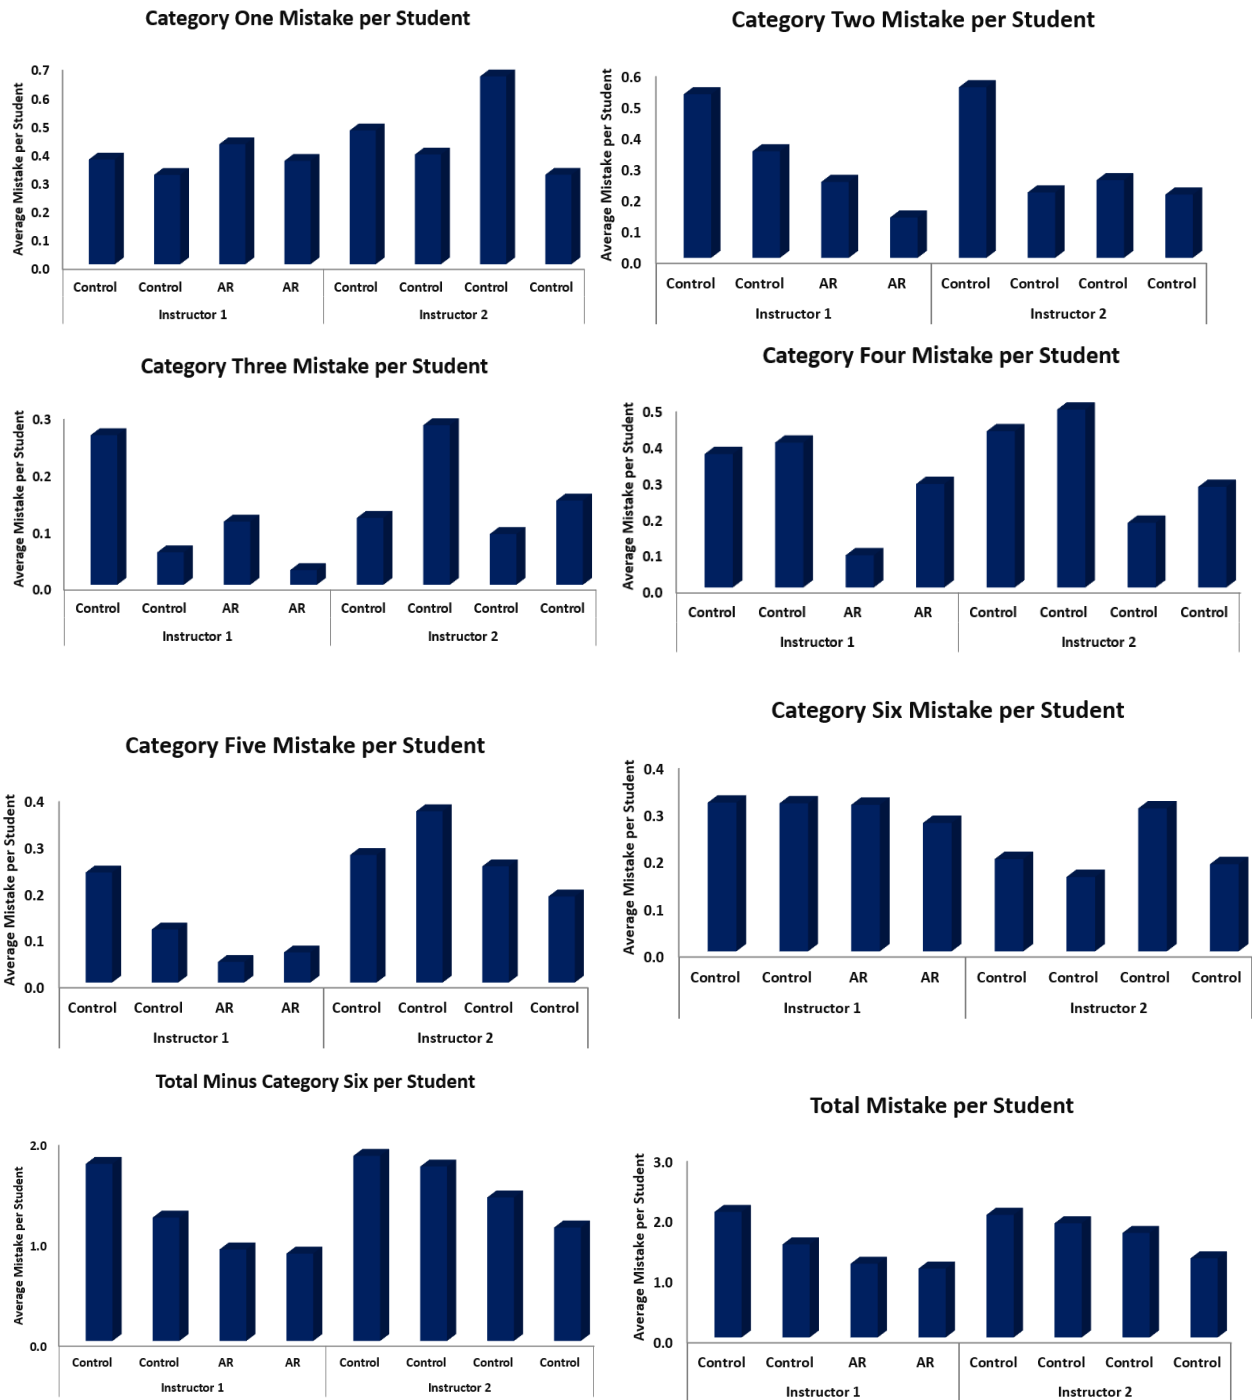 Category One Mistake per Student
Average Mistake per Student
0.7
0.6
0.5
0.4
0.3
0.2
0.1
0.0
Control Control AR AR Control Control Control Control
Instructor 1 Instructor 2
Category Two Mistake per Student
Average Mistake per Student
0.6
0.5
0.4
0.3
0.2
0.1
0.0
Control Control AR AR Control Control Control Control
Instructor 1 Instructor 2
Category Three Mistake per Student
Average Mistake per Student
0.3
0.2
0.1
0.0
Control Control AR AR Control Control Control Control
Instructor 1 Instructor 2
Category Four Mistake per Student
Average Mistake per Student
0.5
0.4
0.3
0.2
0.1
0.0
Control Control AR AR Control Control Control Control
Instructor 1 Instructor 2
Category Five Mistake per Student
Average Mistake per Student
0.4
0.3
0.2
0.1
0.0
Control Control AR AR Control Control Control Control
Instructor 1 Instructor 2
Category Six Mistake per Student
Average Mistake per Student
0.4
0.3
0.2
0.1
0.0
Control Control AR AR Control Control Control Control
Instructor 1 Instructor 2
Total Minus Category Six per Student
Average Mistake per Student
2.0
1.0
0.0
Control Control AR AR Control Control Control Control
Instructor 1 Instructor 2
Total Mistake per Student
Average Mistake per Student
3.0
2.0
1.0
0.0
Control Control AR AR Control Control Control Control
Instructor 1 Instructor 2